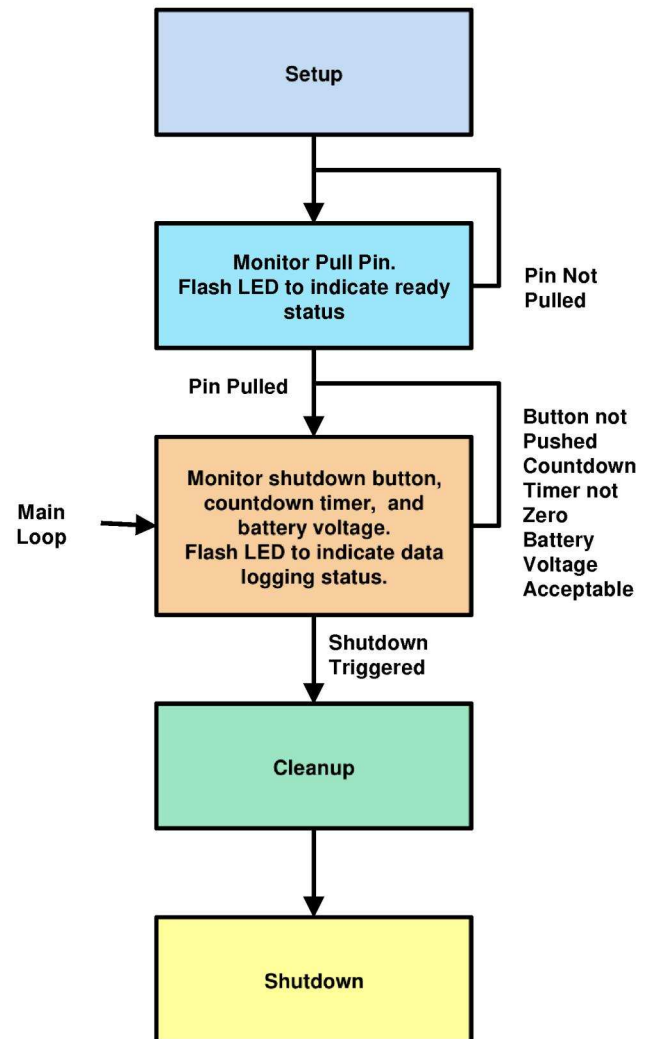 Setup
Monitor Pull Pin.
Flash LED to indicate ready
status
Pin Not
Pulled
Pin Pulled
Main
Loop
Monitor shutdown button,
countdown timer, and
battery voltage.
Flash LED to indicate data
logging status.
Button not
Pushed
Countdown
Timer not
Zero
Battery
Voltage
Acceptable
Shutdown
Triggered
Cleanup
Shutdown